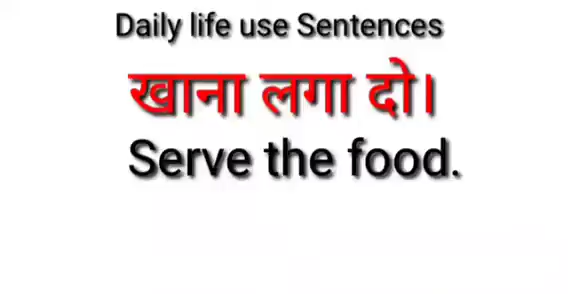 Daily life use Sentences
खाना लगा दो।
Serve the food.